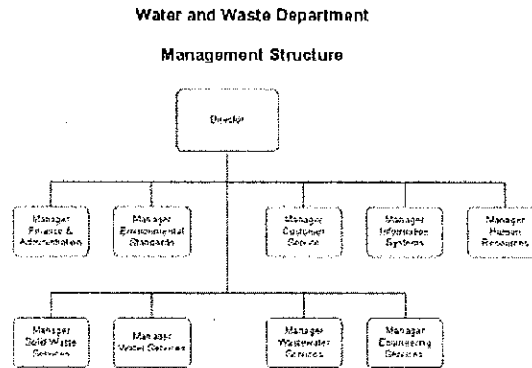 Water and Waste Department
Management Structure
Director
Manager
Finance &
Administration
Manager
Environmental
Standards
Manager
Customer
Service
Manager
Information
Systems
Manager
Human
Resources
Manager
Solid Waste
Services
Manager
Water Services
Manager
Wastewater
Services
Manager
Engineering
Services